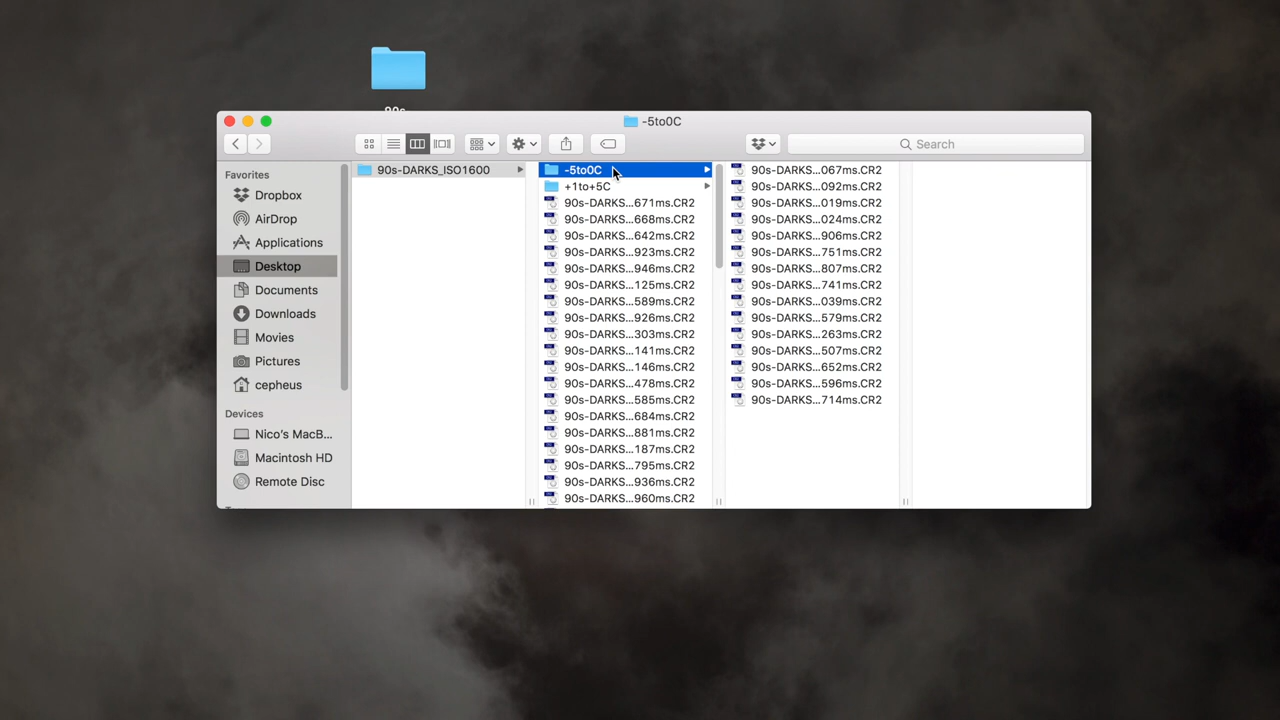 90s
-5to0C
Search
Favorites
Dropbox
AirDrop
Applications
Desktop
Documents
Downloads
Movies
Pictures
cepheus
Devices
Nico's MacB...
Macintosh HD
Remote Disc
90s-DARKS_ISO1600
-5to0C
+1to+5C
90s-DARKS...671ms.CR2
90s-DARKS...668ms.CR2
90s-DARKS...642ms.CR2
90s-DARKS...923ms.CR2
90s-DARKS...946ms.CR2
90s-DARKS...125ms.CR2
90s-DARKS...589ms.CR2
90s-DARKS...926ms.CR2
90s-DARKS...303ms.CR2
90s-DARKS...141ms.CR2
90s-DARKS...146ms.CR2
90s-DARKS...478ms.CR2
90s-DARKS...585ms.CR2
90s-DARKS...684ms.CR2
90s-DARKS...881ms.CR2
90s-DARKS...187ms.CR2
90s-DARKS...795ms.CR2
90s-DARKS...936ms.CR2
90s-DARKS...960ms.CR2
90s-DARKS...067ms.CR2
90s-DARKS...092ms.CR2
90s-DARKS...019ms.CR2
90s-DARKS...024ms.CR2
90s-DARKS...906ms.CR2
90s-DARKS...751ms.CR2
90s-DARKS...807ms.CR2
90s-DARKS...741ms.CR2
90s-DARKS...039ms.CR2
90s-DARKS...579ms.CR2
90s-DARKS...263ms.CR2
90s-DARKS...507ms.CR2
90s-DARKS...652ms.CR2
90s-DARKS...596ms.CR2
90s-DARKS...714ms.CR2